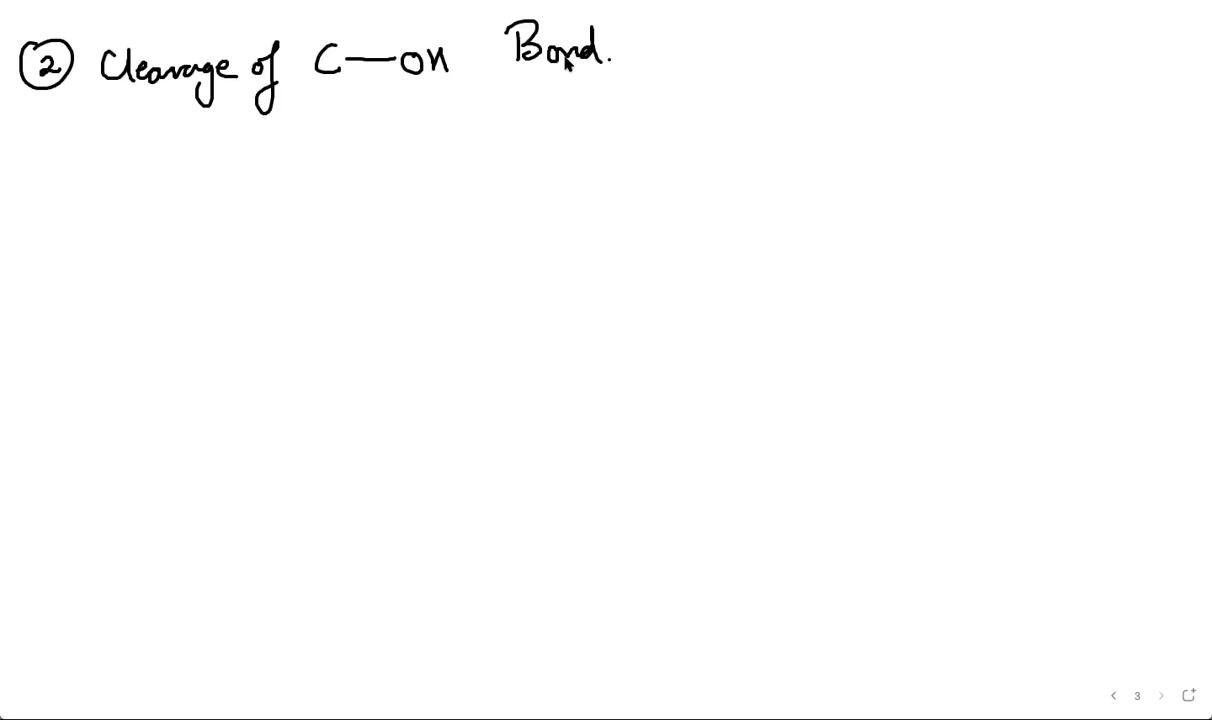 ② Cleavage of C—OH Bond.
3